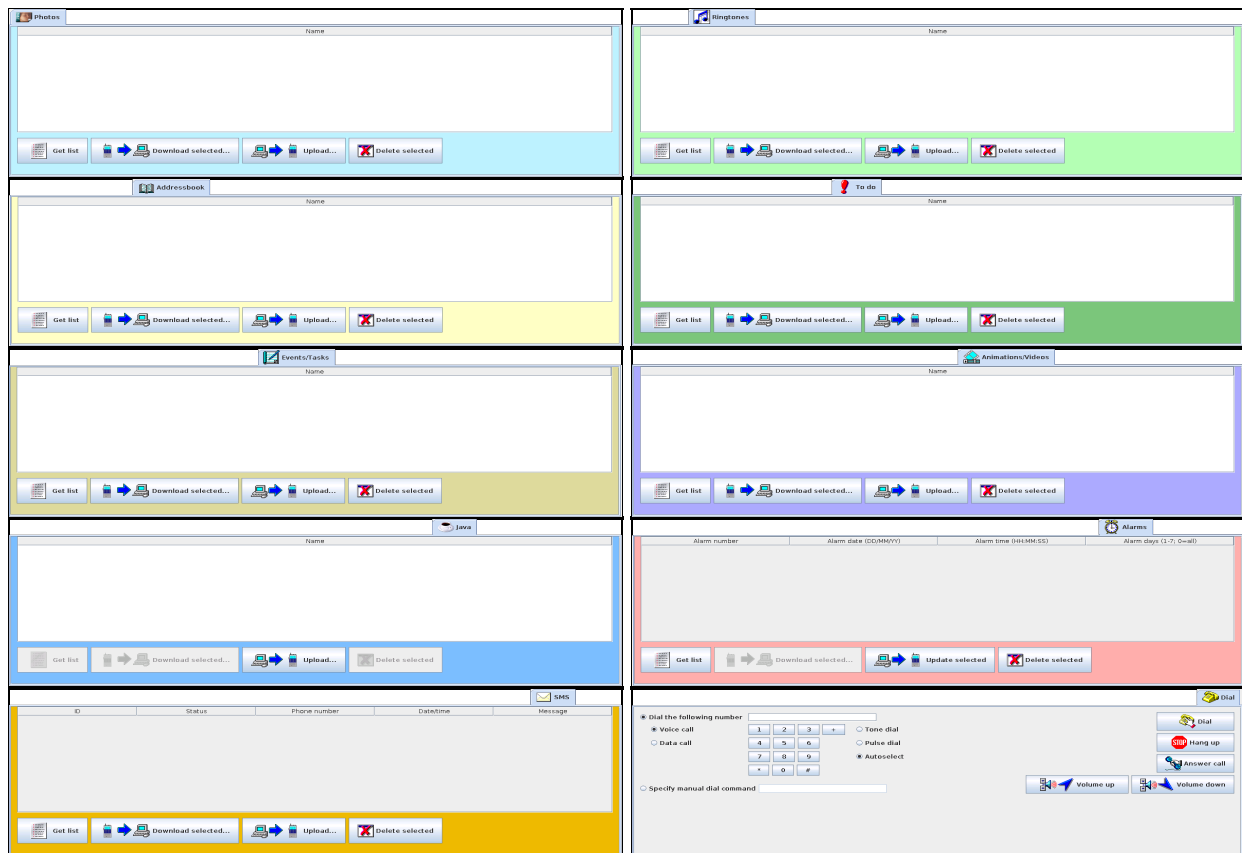 Photos
Name
Get list Download selected... Upload... Delete selected
Ringtones
Name
Get list Download selected... Upload... Delete selected
Addressbook
Name
Get list Download selected... Upload... Delete selected
To do
Name
Get list Download selected... Upload... Delete selected
Events/Tasks
Name
Get list Download selected... Upload... Delete selected
Animations/Videos
Name
Get list Download selected... Upload... Delete selected
Java
Name
Get list Download selected... Upload... Delete selected
Alarms
Alarm number Alarm date (DD/MM/YY) Alarm time (HH:MM:SS) Alarm days (1-7; 0=all)
Get list Download selected... Update selected Delete selected
SMS
ID Status Phone number Date/time Message
Get list Download selected... Upload... Delete selected
Dial
Dial the following number Dial
Voice call 1 2 3 + Tone dial
Data call 4 5 6 Pulse dial STOP Hang up
7 8 9 Autoselect Answer call
* 0 #
Specify manual dial command Volume up Volume down